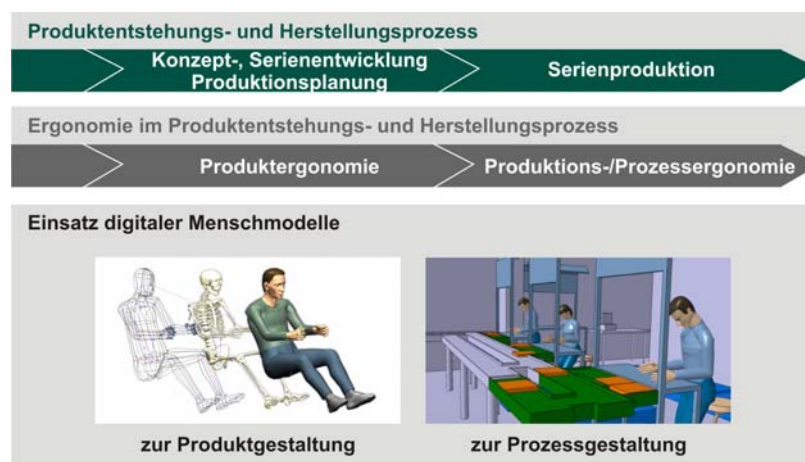 Produktentstehungs- und Herstellungsprozess
Konzept-, Serienentwicklung
Produktionsplanung
Serienproduktion
Ergonomie im Produktentstehungs- und Herstellungsprozess
Produktergonomie
Produktions-/Prozessergonomie
Einsatz digitaler Menschmodelle
zur Produktgestaltung
zur Prozessgestaltung